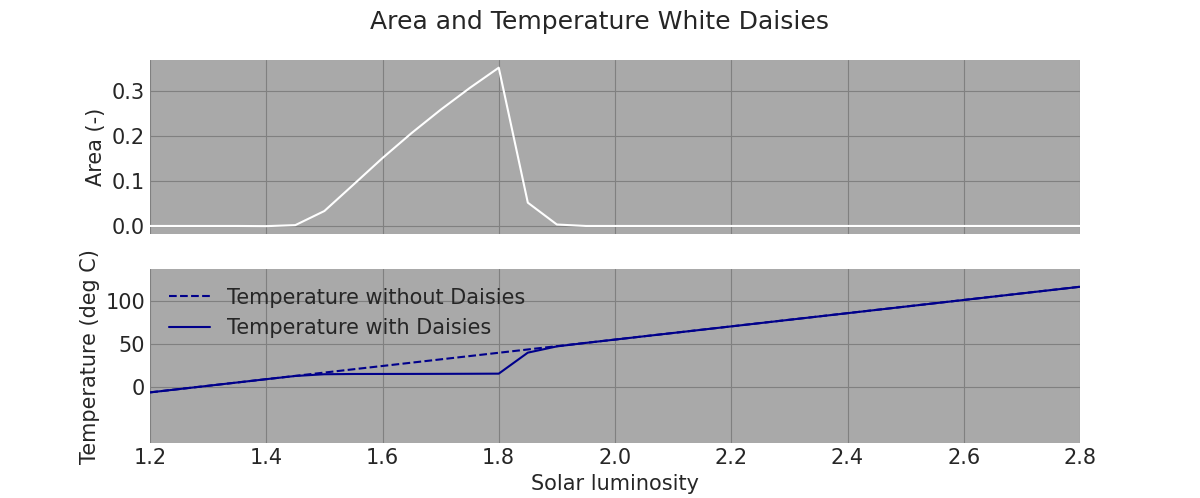 Area and Temperature White Daisies
Area (-)
0.3
0.2
0.1
0.0
Temperature (deg C)
100
50
0
Temperature without Daisies
Temperature with Daisies
1.2 1.4 1.6 1.8 2.0 2.2 2.4 2.6 2.8
Solar luminosity